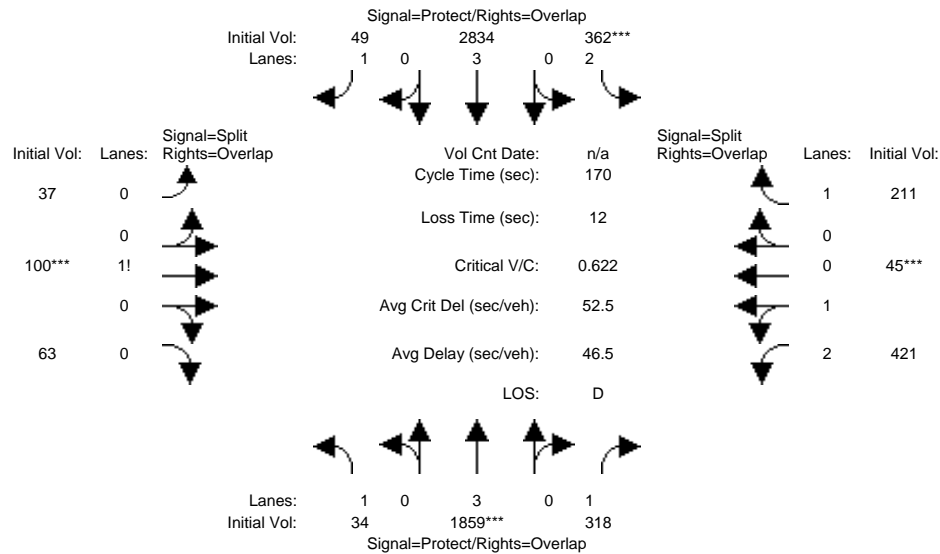 Signal=Protect/Rights=Overlap
Initial Vol: 49 2834 362***
Lanes: 1 0 3 0 2
Signal=Split Signal=Split
Initial Vol: Lanes: Rights=Overlap Vol Cnt Date: n/a Rights=Overlap Lanes: Initial Vol:
Cycle Time (sec): 170
37 0 1 211
Loss Time (sec): 12
0 0
100*** 1! Critical V/C: 0.622 0 45***
0 Avg Crit Del (sec/veh): 52.5 1
63 0 Avg Delay (sec/veh): 46.5 2 421
LOS: D
Lanes: 1 0 3 0 1
Initial Vol: 34 1859*** 318
Signal=Protect/Rights=Overlap